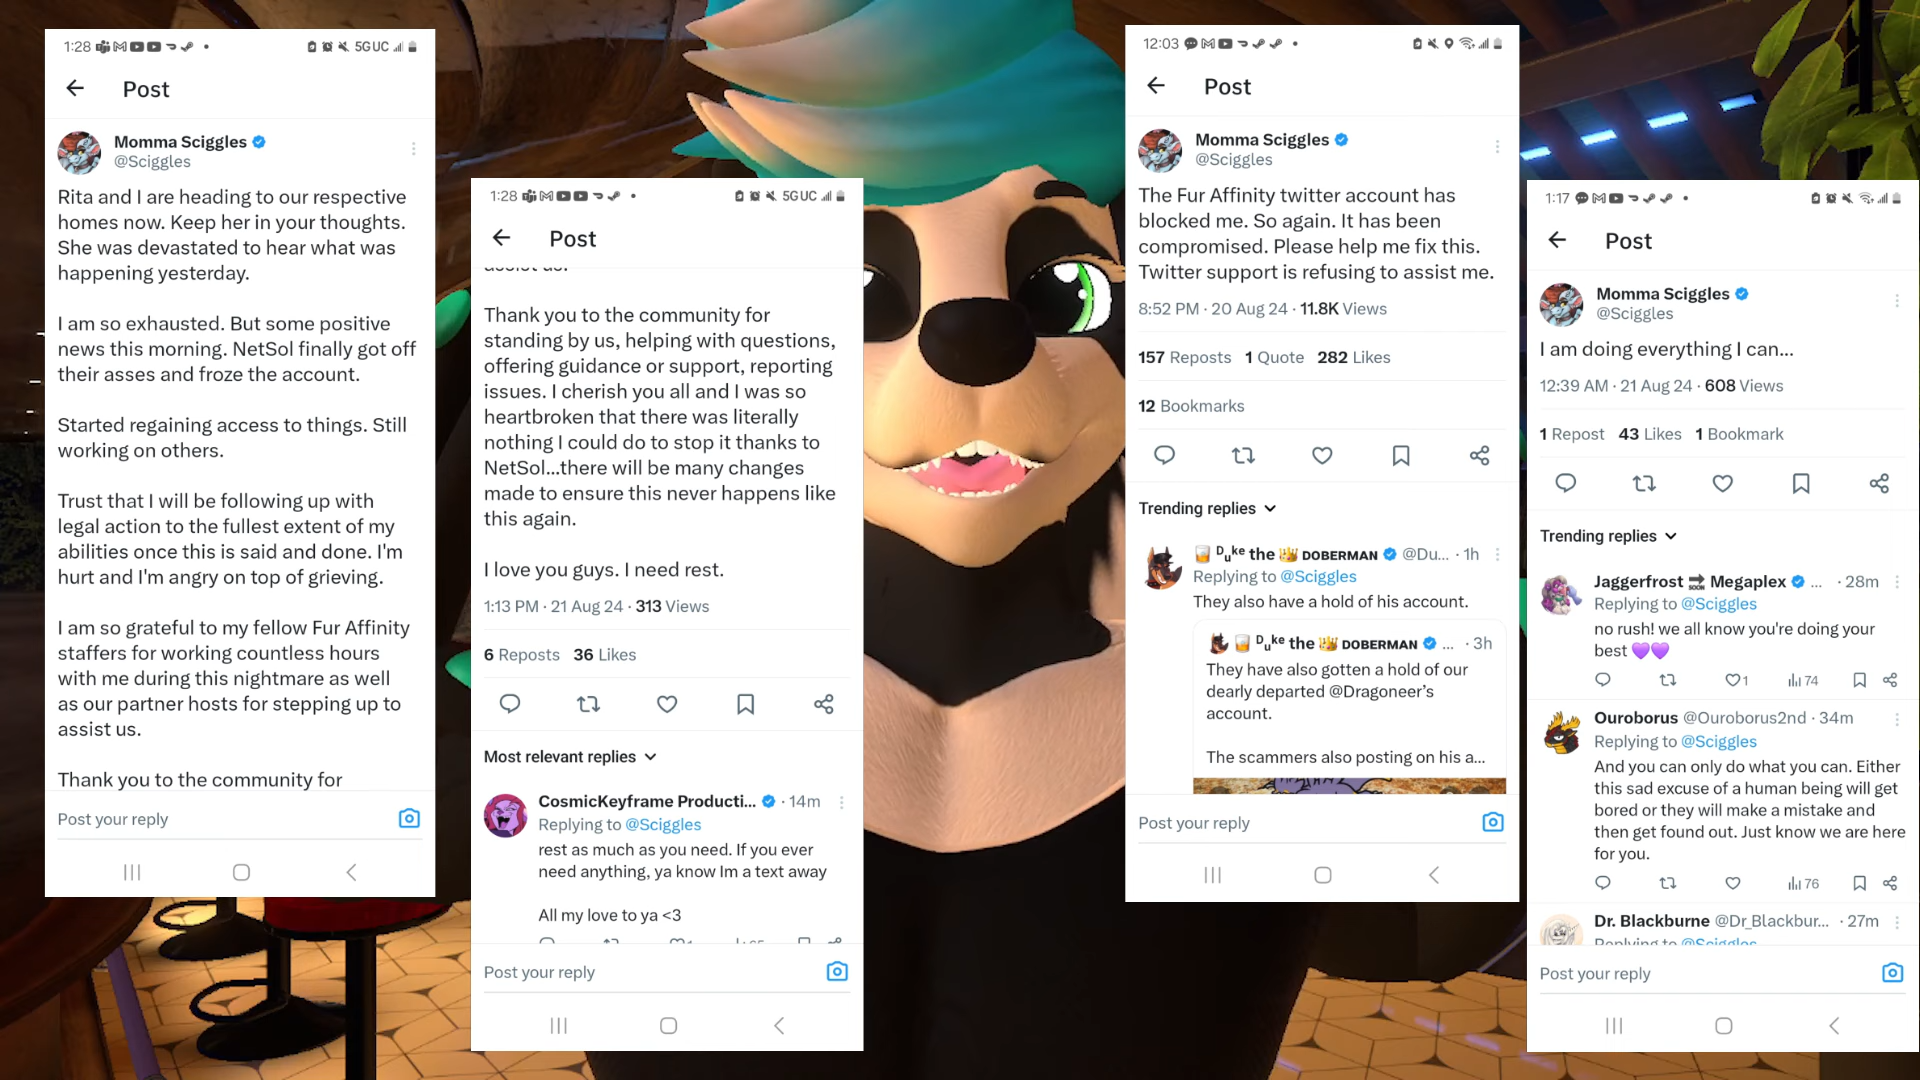 1:28
5GUC
Post
Momma Sciggles
@Sciggles
Rita and I are heading to our respective
homes now. Keep her in your thoughts.
She was devastated to hear what was
happening yesterday.
I am so exhausted. But some positive
news this morning. NetSol finally got off
their asses and froze the account.
Started regaining access to things. Still
working on others.
Trust that I will be following up with
legal action to the fullest extent of my
abilities once this is said and done. I'm
hurt and I'm angry on top of grieving.
I am so grateful to my fellow Fur Affinity
staffers for working countless hours
with me during this nightmare as well
as our partner hosts for stepping up to
assist us.
Thank you to the community for
Post your reply
1:28
5GUC
Post
assist us.
Thank you to the community for
standing by us, helping with questions,
offering guidance or support, reporting
issues. I cherish you all and I was so
heartbroken that there was literally
nothing I could do to stop it thanks to
NetSol...there will be many changes
made to ensure this never happens like
this again.
I love you guys. I need rest.
1:13 PM · 21 Aug 24 · 313 Views
6 Reposts 36 Likes
Most relevant replies
CosmicKeyframe Producti... · 14m
Replying to @Sciggles
rest as much as you need. If you ever
need anything, ya know Im a text away
All my love to ya <3
Post your reply
12:03
Post
Momma Sciggles
@Sciggles
The Fur Affinity twitter account has
blocked me. So again. It has been
compromised. Please help me fix this.
Twitter support is refusing to assist me.
8:52 PM · 20 Aug 24 · 11.8K Views
157 Reposts 1 Quote 282 Likes
12 Bookmarks
Trending replies
🥃 ᴰᵤᵏᵉ the 👑 DOBERMAN @Du... · 1h
Replying to @Sciggles
They also have a hold of his account.
🥃 ᴰᵤᵏᵉ the 👑 DOBERMAN ... · 3h
They have also gotten a hold of our
dearly departed @Dragoneer’s
account.
The scammers also posting on his a...
Post your reply
1:17
Post
Momma Sciggles
@Sciggles
I am doing everything I can...
12:39 AM · 21 Aug 24 · 608 Views
1 Repost 43 Likes 1 Bookmark
Trending replies
Jaggerfrost 🔜 Megaplex ... · 28m
Replying to @Sciggles
no rush! we all know you're doing your
best 💜💜
1 74
Ouroborus @Ouroborus2nd · 34m
Replying to @Sciggles
And you can only do what you can. Either
this sad excuse of a human being will get
bored or they will make a mistake and
then get found out. Just know we are here
for you.
76
Dr. Blackburne @Dr_Blackbur... · 27m
Replying to @Sciggles
Post your reply